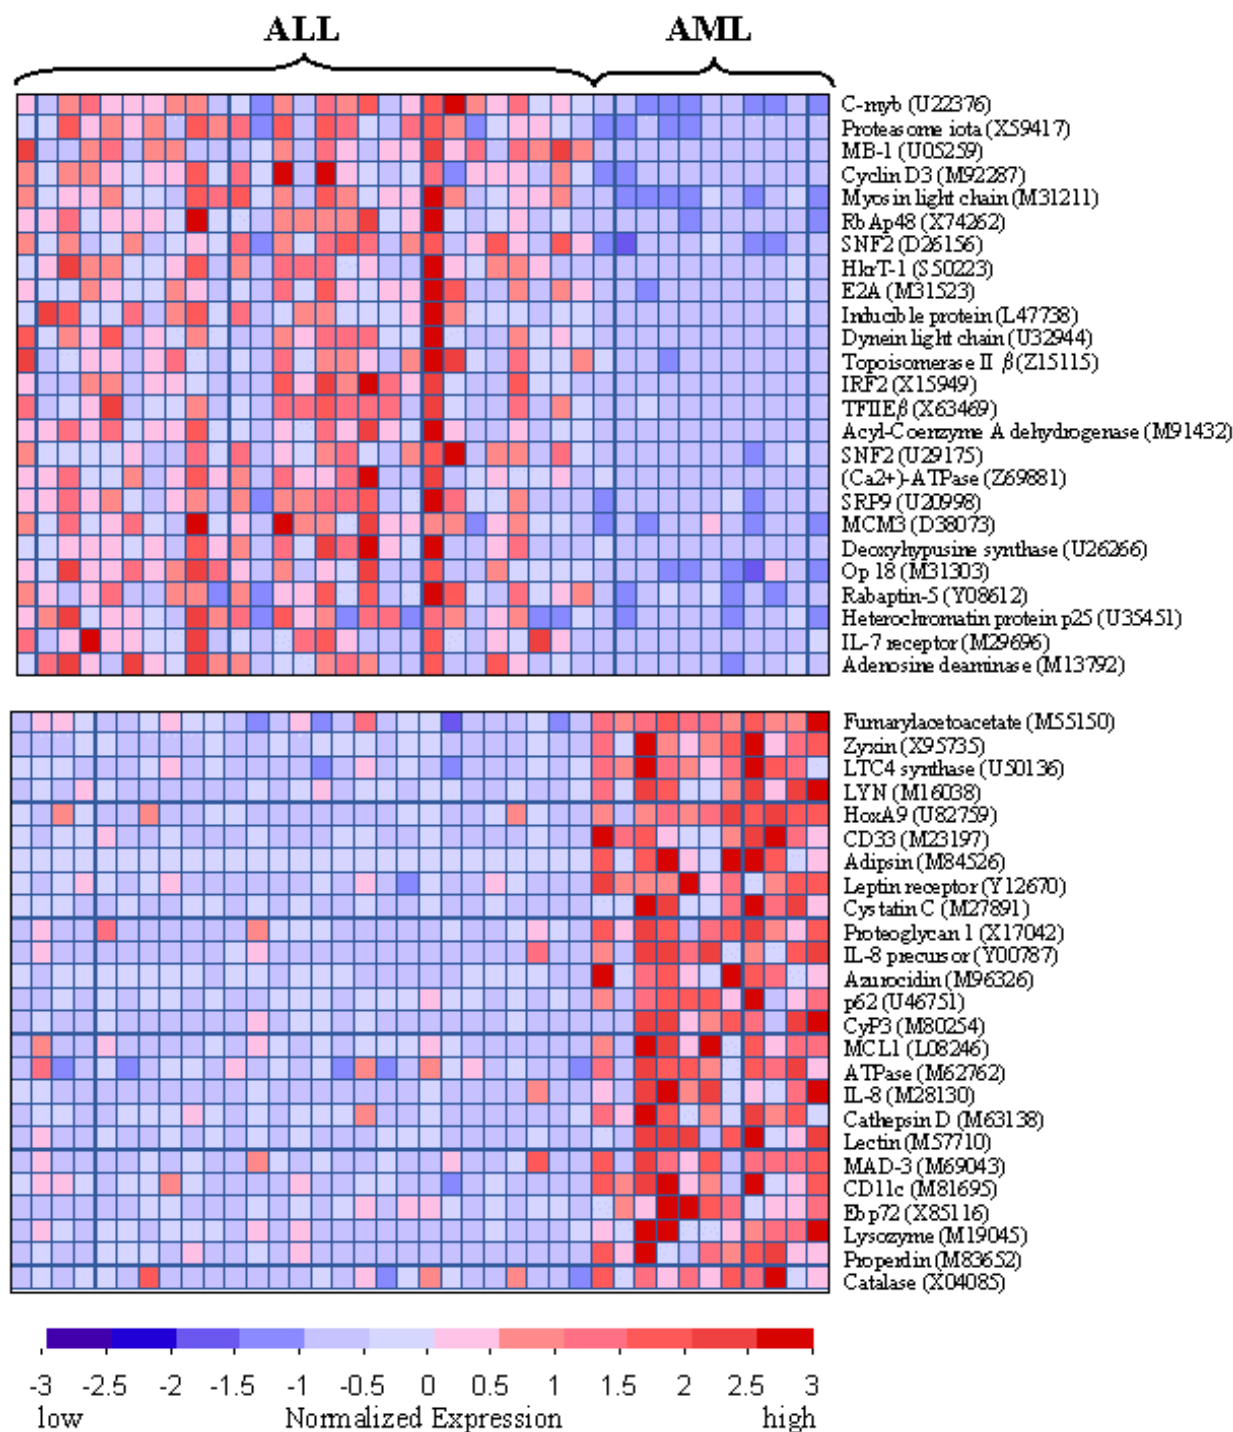 ALL AML
C-myb (U22376)
Proteasome iota (X59417)
MB-1 (U05259)
Cyclin D3 (M92287)
Myosin light chain (M31211)
RbAp48 (X74262)
SNF2 (D26156)
HkrT-1 (S50223)
E2A (M31523)
Inducible protein (L47738)
Dynein light chain (U32944)
Topoisomerase II β (Z15115)
IRF2 (X15949)
TFIIEβ (X63469)
Acyl-Coenzyme A dehydrogenase (M91432)
SNF2 (U29175)
(Ca2+)-ATPase (Z69881)
SRP9 (U20998)
MCM3 (D38073)
Deoxyhypusine synthase (U26266)
Op 18 (M31303)
Rabaptin-5 (Y08612)
Heterochromatin protein p25 (U35451)
IL-7 receptor (M29696)
Adenosine deaminase (M13792)
Fumarylacetoacetate (M55150)
Zyxin (X95735)
LTC4 synthase (U50136)
LYN (M16038)
HoxA9 (U82759)
CD33 (M23197)
Adipsin (M84526)
Leptin receptor (Y12670)
Cystatin C (M27891)
Proteoglycan 1 (X17042)
IL-8 precursor (Y00787)
Azurocidin (M96326)
p62 (U46751)
CyP3 (M80254)
MCL1 (L08246)
ATPase (M62762)
IL-8 (M28130)
Cathepsin D (M63138)
Lectin (M57710)
MAD-3 (M69043)
CD11c (M81695)
Ebp72 (X85116)
Lysozyme (M19045)
Properdin (M83652)
Catalase (X04085)
-3 -2.5 -2 -1.5 -1 -0.5 0 0.5 1 1.5 2 2.5 3
low Normalized Expression high